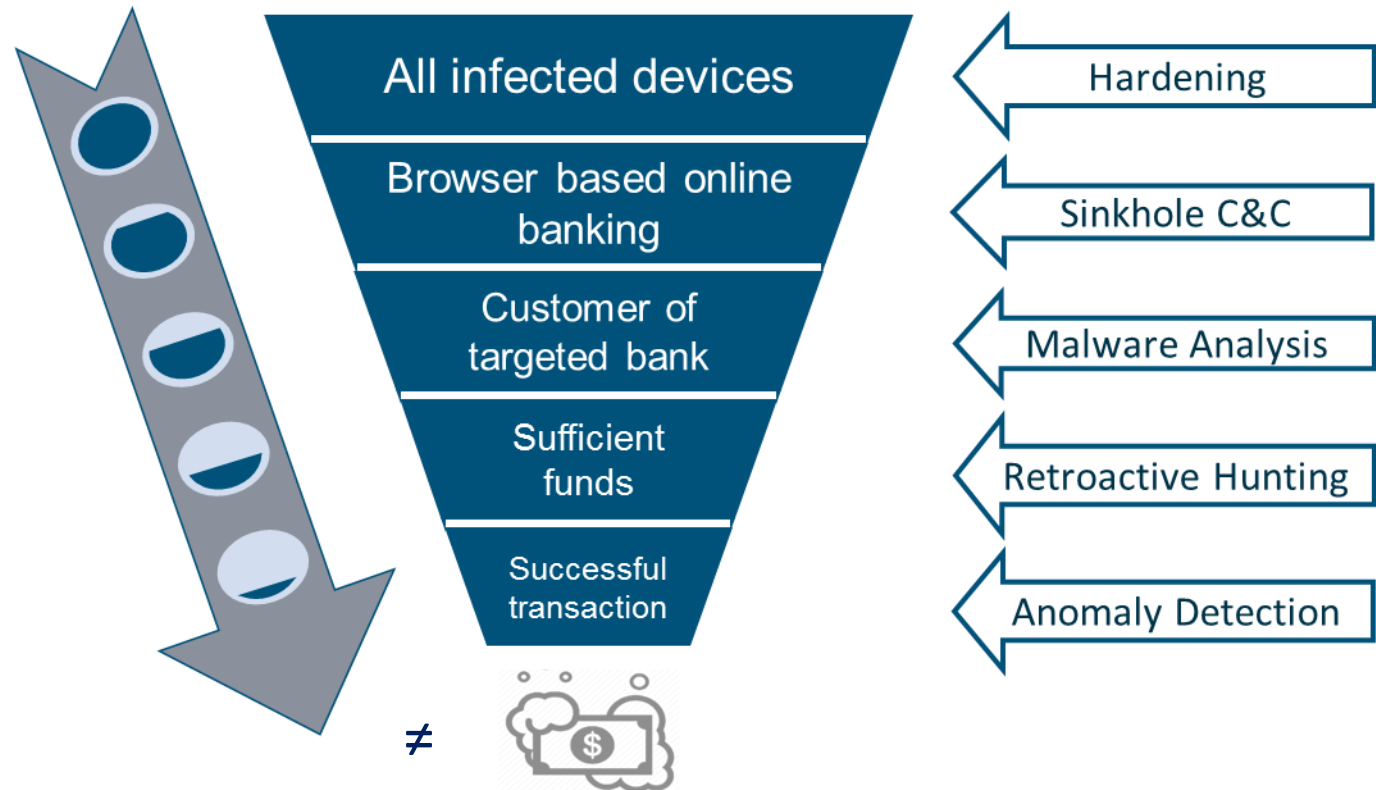 All infected devices
Hardening
Browser based online
banking
Sinkhole C&C
Customer of
targeted bank
Malware Analysis
Sufficient
funds
Retroactive Hunting
Successful
transaction
Anomaly Detection
≠
$